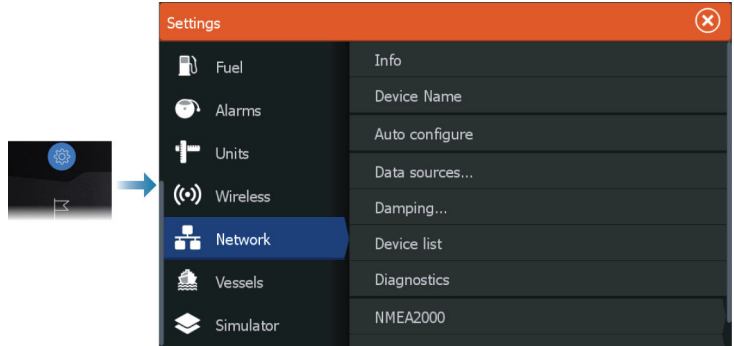 Settings
Fuel
Alarms
Units
Wireless
Network
Vessels
Simulator
Info
Device Name
Auto configure
Data sources...
Damping...
Device list
Diagnostics
NMEA2000